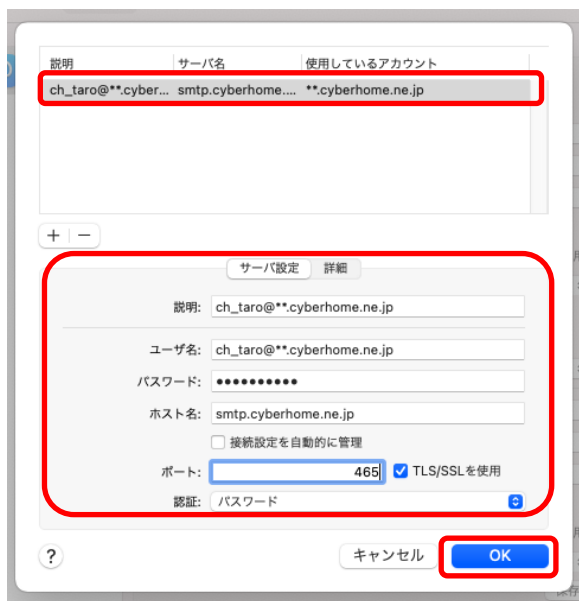 説明 サーバ名 使用しているアカウント
ch_taro@**.cyber... smtp.cyberhome.... **.cyberhome.ne.jp
+ −
サーバ設定 詳細
説明: ch_taro@**.cyberhome.ne.jp
ユーザ名: ch_taro@**.cyberhome.ne.jp
パスワード: ••••••••••
ホスト名: smtp.cyberhome.ne.jp
接続設定を自動的に管理
ポート: 465 TLS/SSLを使用
認証: パスワード
? キャンセル OK